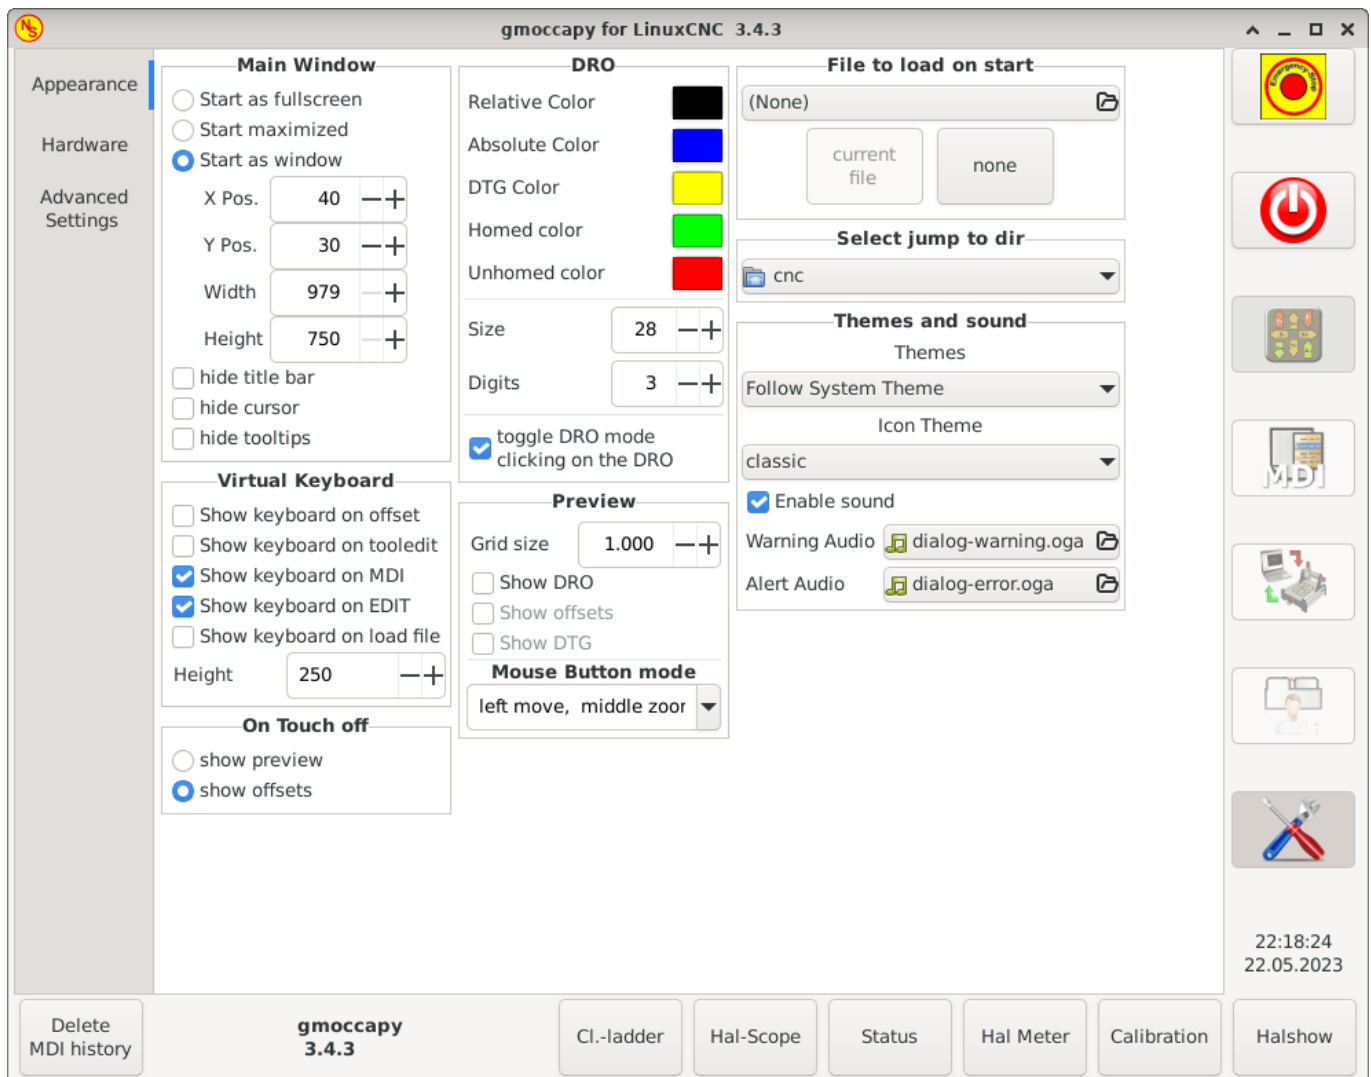 gmoccapy for LinuxCNC 3.4.3
Appearance
Hardware
Advanced
Settings
Main Window
Start as fullscreen
Start maximized
Start as window
X Pos. 40
Y Pos. 30
Width 979
Height 750
hide title bar
hide cursor
hide tooltips
Virtual Keyboard
Show keyboard on offset
Show keyboard on tooledit
Show keyboard on MDI
Show keyboard on EDIT
Show keyboard on load file
Height 250
On Touch off
show preview
show offsets
DRO
Relative Color
Absolute Color
DTG Color
Homed color
Unhomed color
Size 28
Digits 3
toggle DRO mode
clicking on the DRO
Preview
Grid size 1.000
Show DRO
Show offsets
Show DTG
Mouse Button mode
left move, middle zoor
File to load on start
(None)
current
file
none
Select jump to dir
cnc
Themes and sound
Themes
Follow System Theme
Icon Theme
classic
Enable sound
Warning Audio dialog-warning.oga
Alert Audio dialog-error.oga
Emergency-Stop
MDI
22:18:24
22.05.2023
Delete
MDI history
gmoccapy
3.4.3
Cl.-ladder
Hal-Scope
Status
Hal Meter
Calibration
Halshow